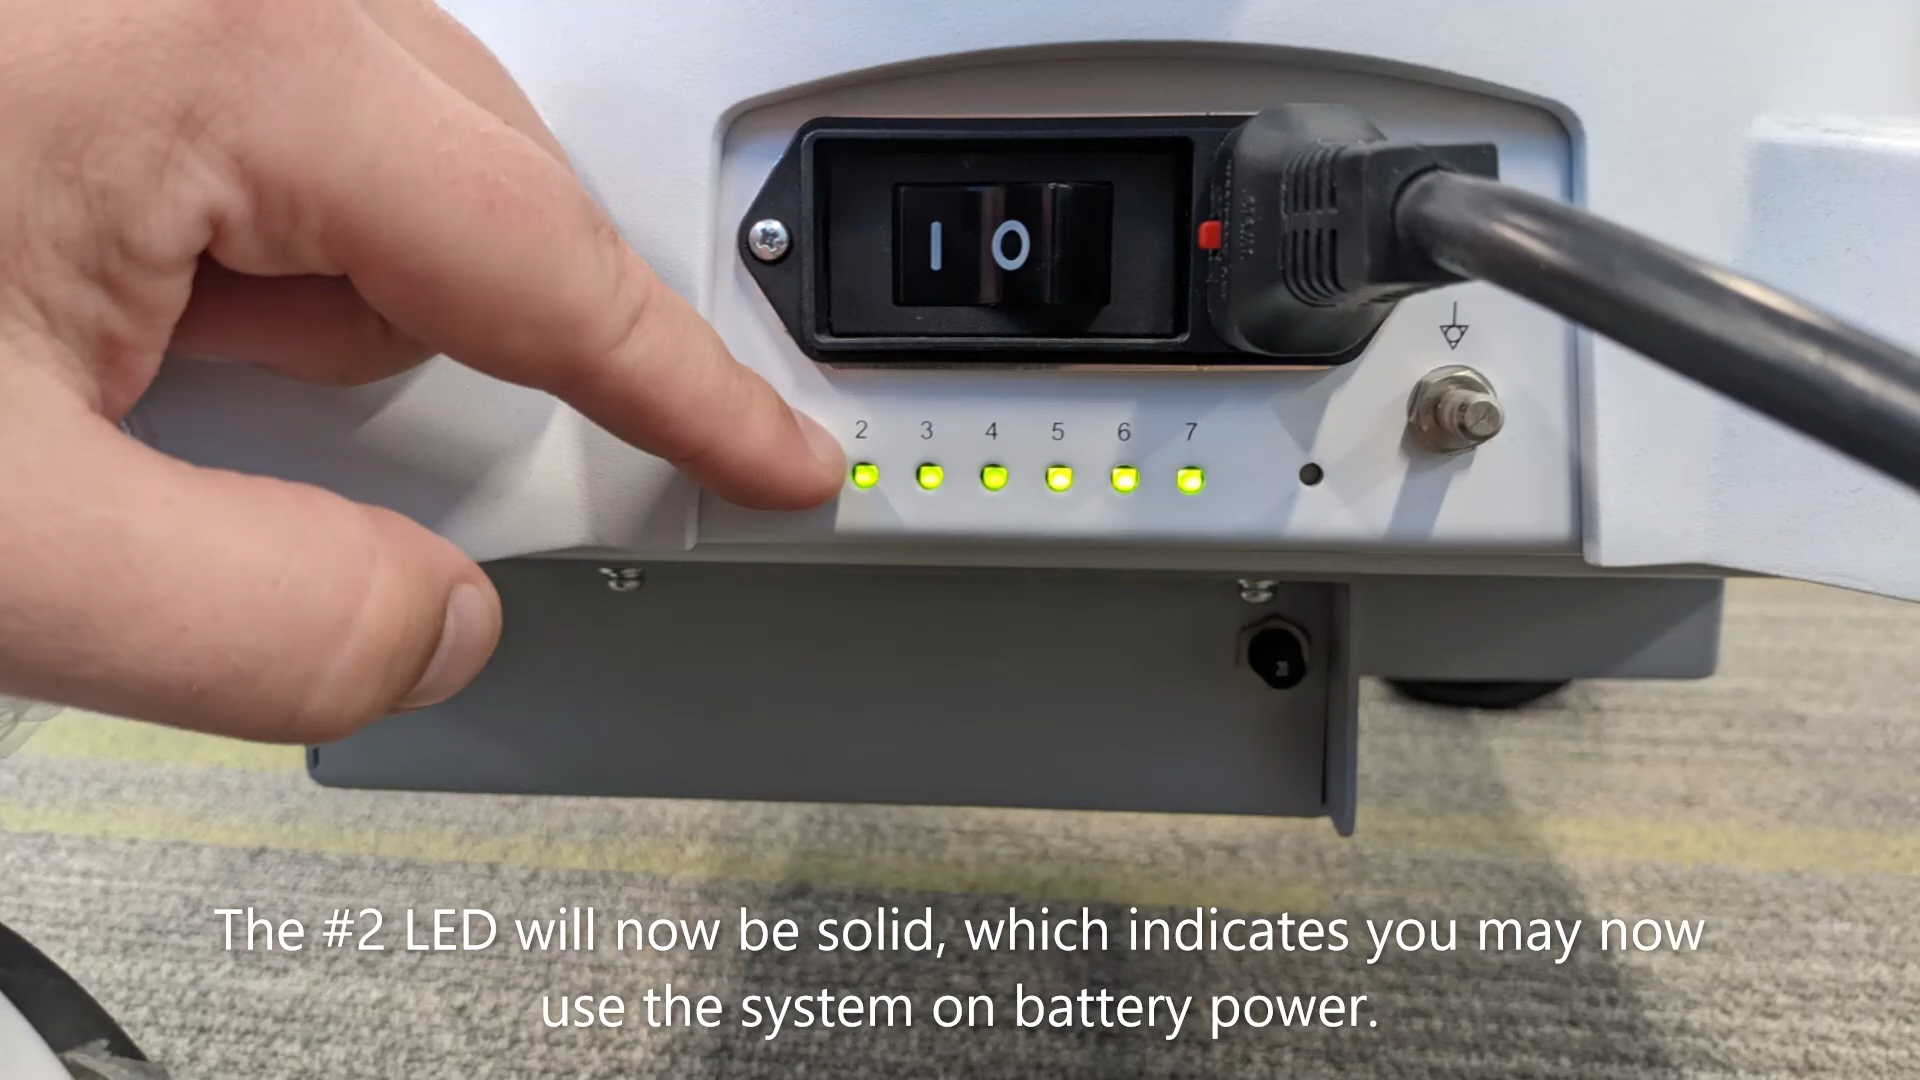 I O
2 3 4 5 6 7
The #2 LED will now be solid, which indicates you may now
use the system on battery power.